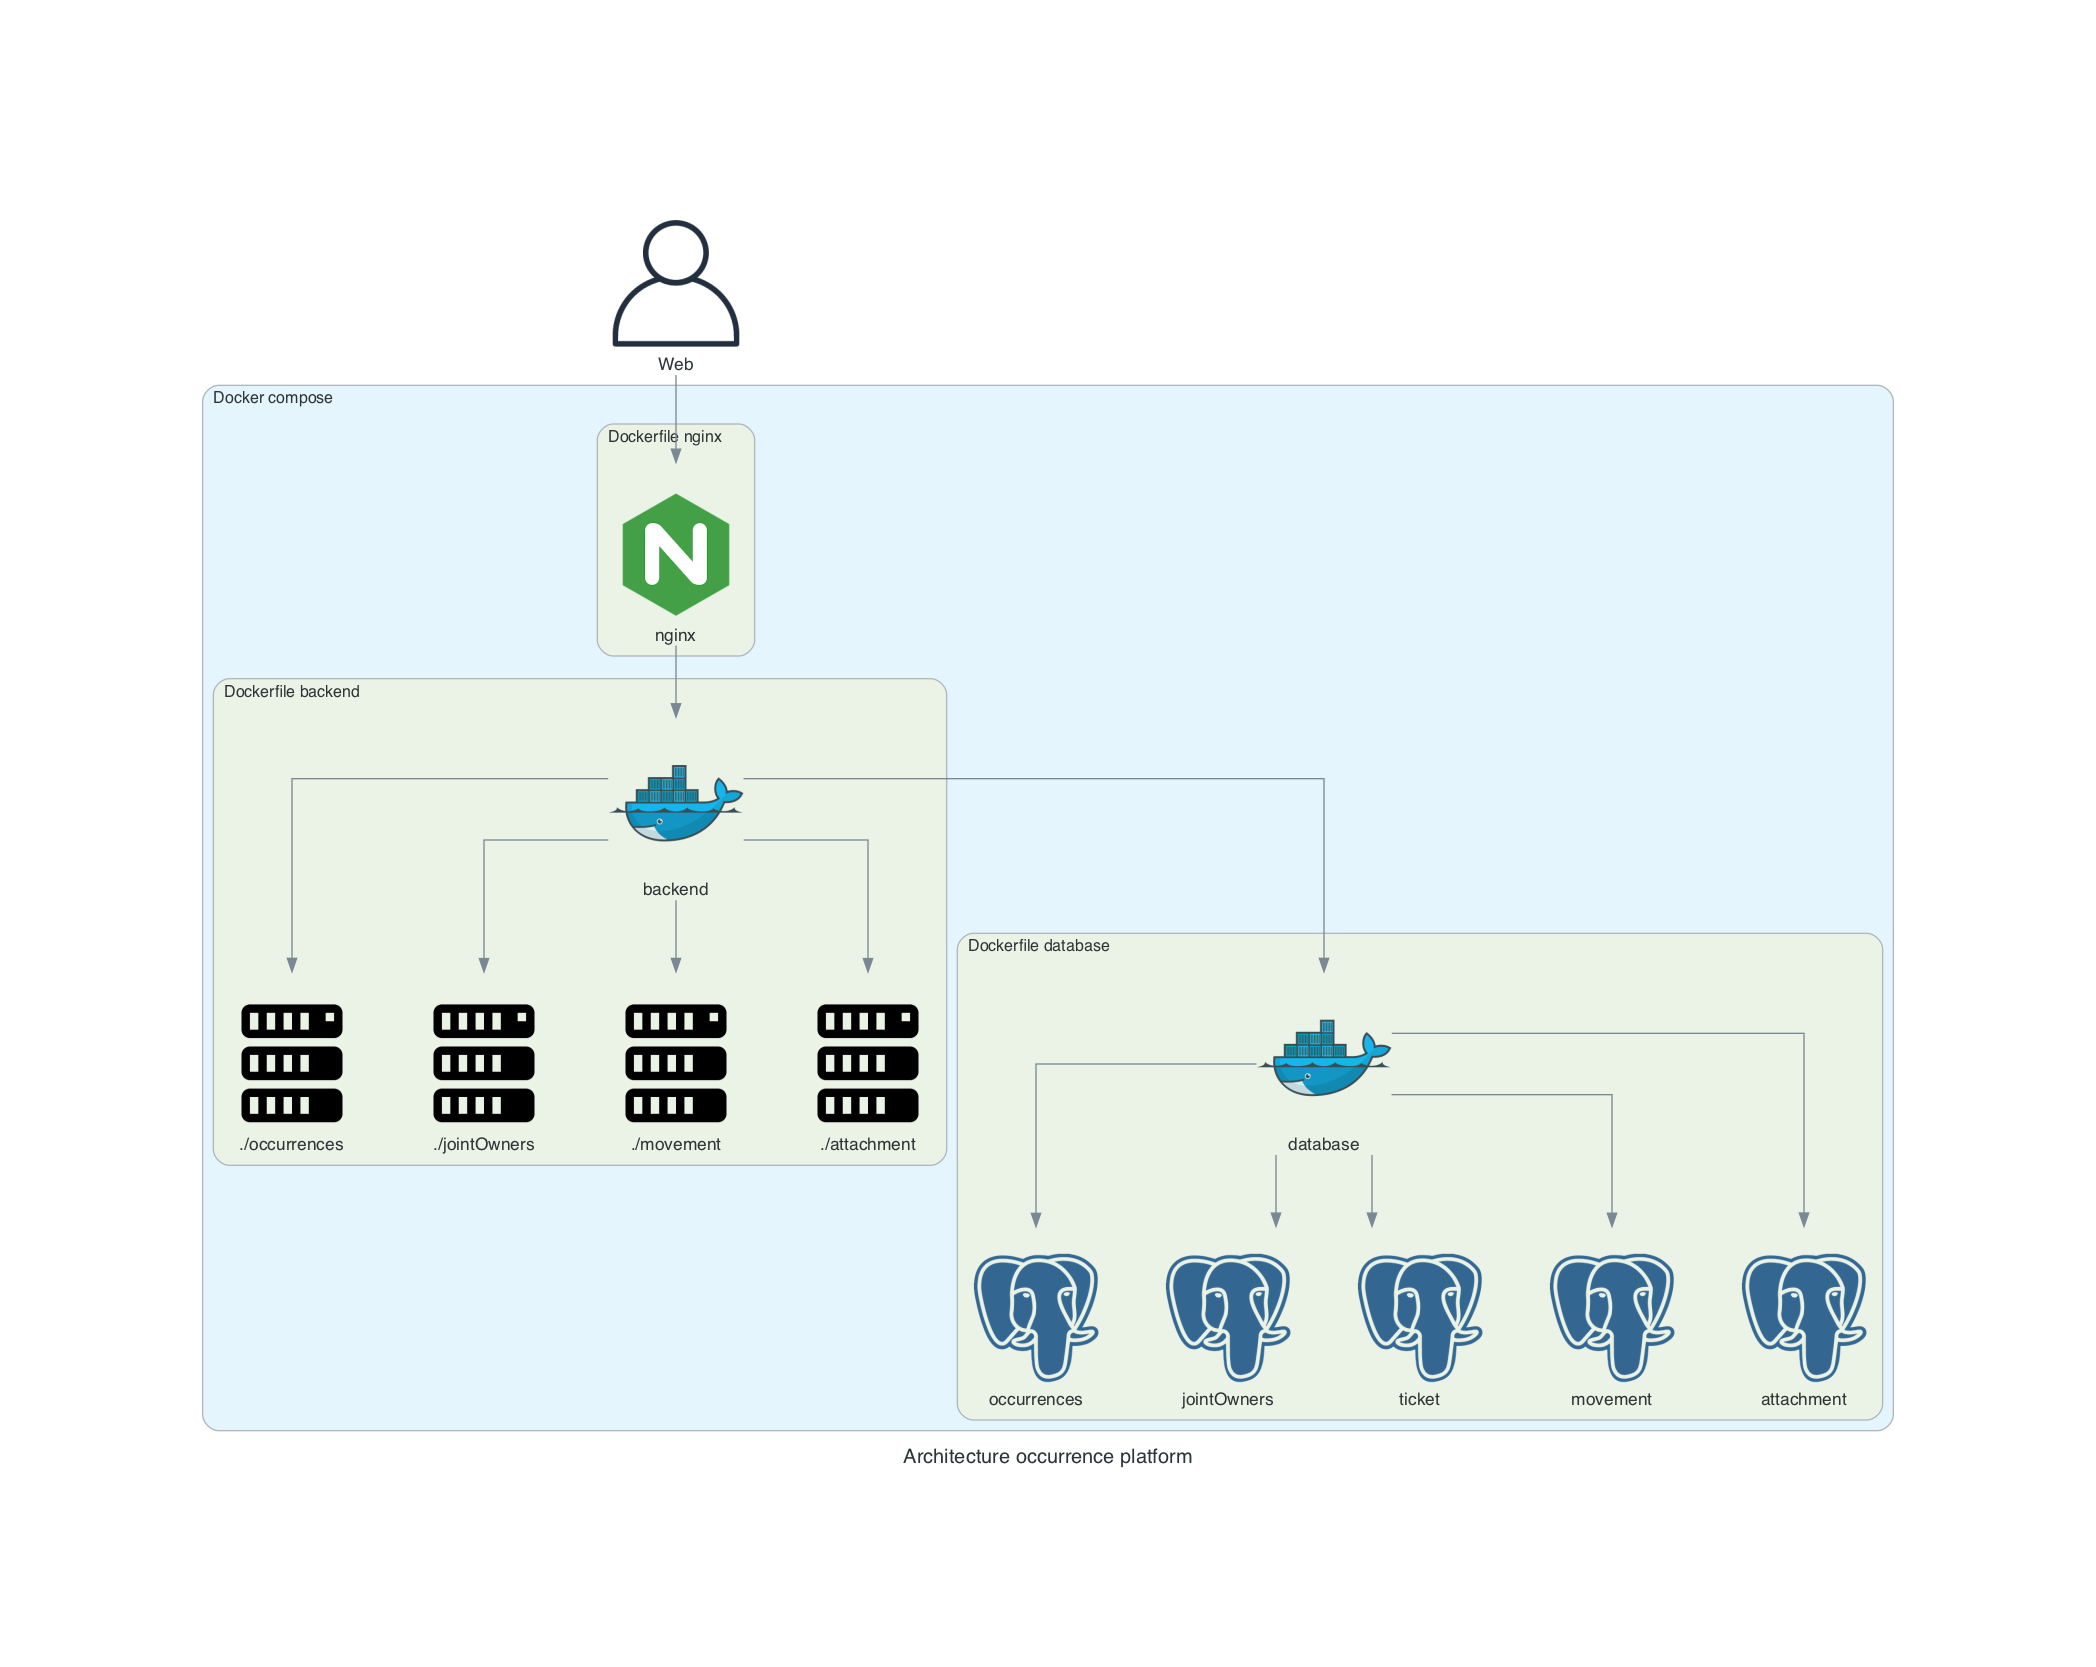 Web
Docker compose
Dockerfile nginx
N
nginx
Dockerfile backend
backend
./occurrences
./jointOwners
./movement
./attachment
Dockerfile database
database
occurrences
jointOwners
ticket
movement
attachment
Architecture occurrence platform